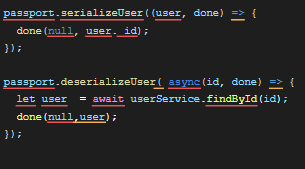 passport.serializeUser((user, done) => {
done(null, user._id);
});
passport.deserializeUser( async(id, done) => {
let user  = await userService.findById(id);
done(null,user);
});